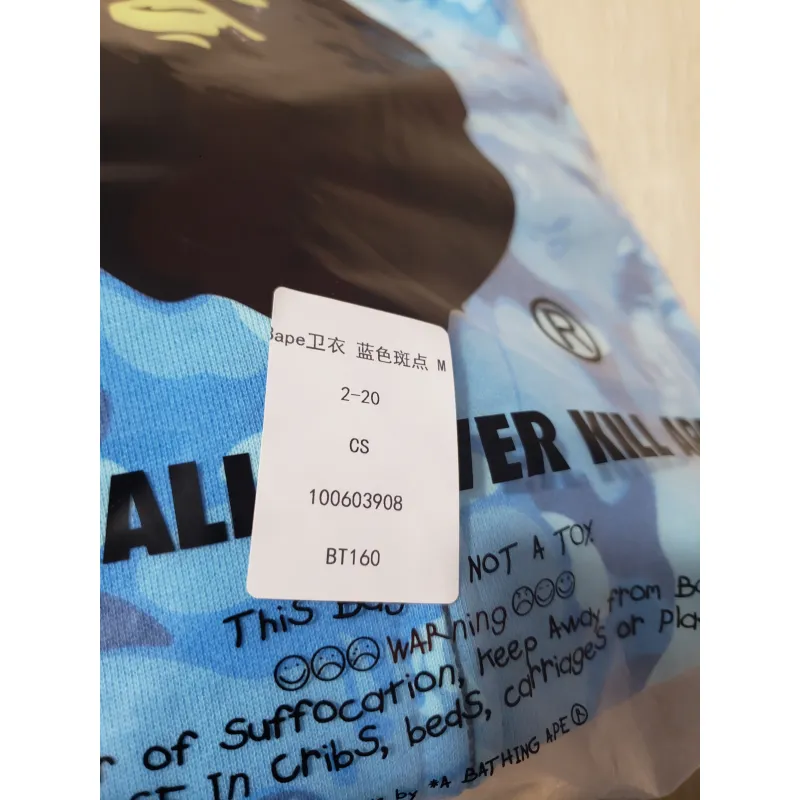 Bape卫衣 蓝色斑点 M
2-20
CS
100603908
BT160
®
KILL
NOT A TOY
This
WARning
of suffocation, Keep Away from
In cribs, beds, carriages or
by *A BATHING APE®